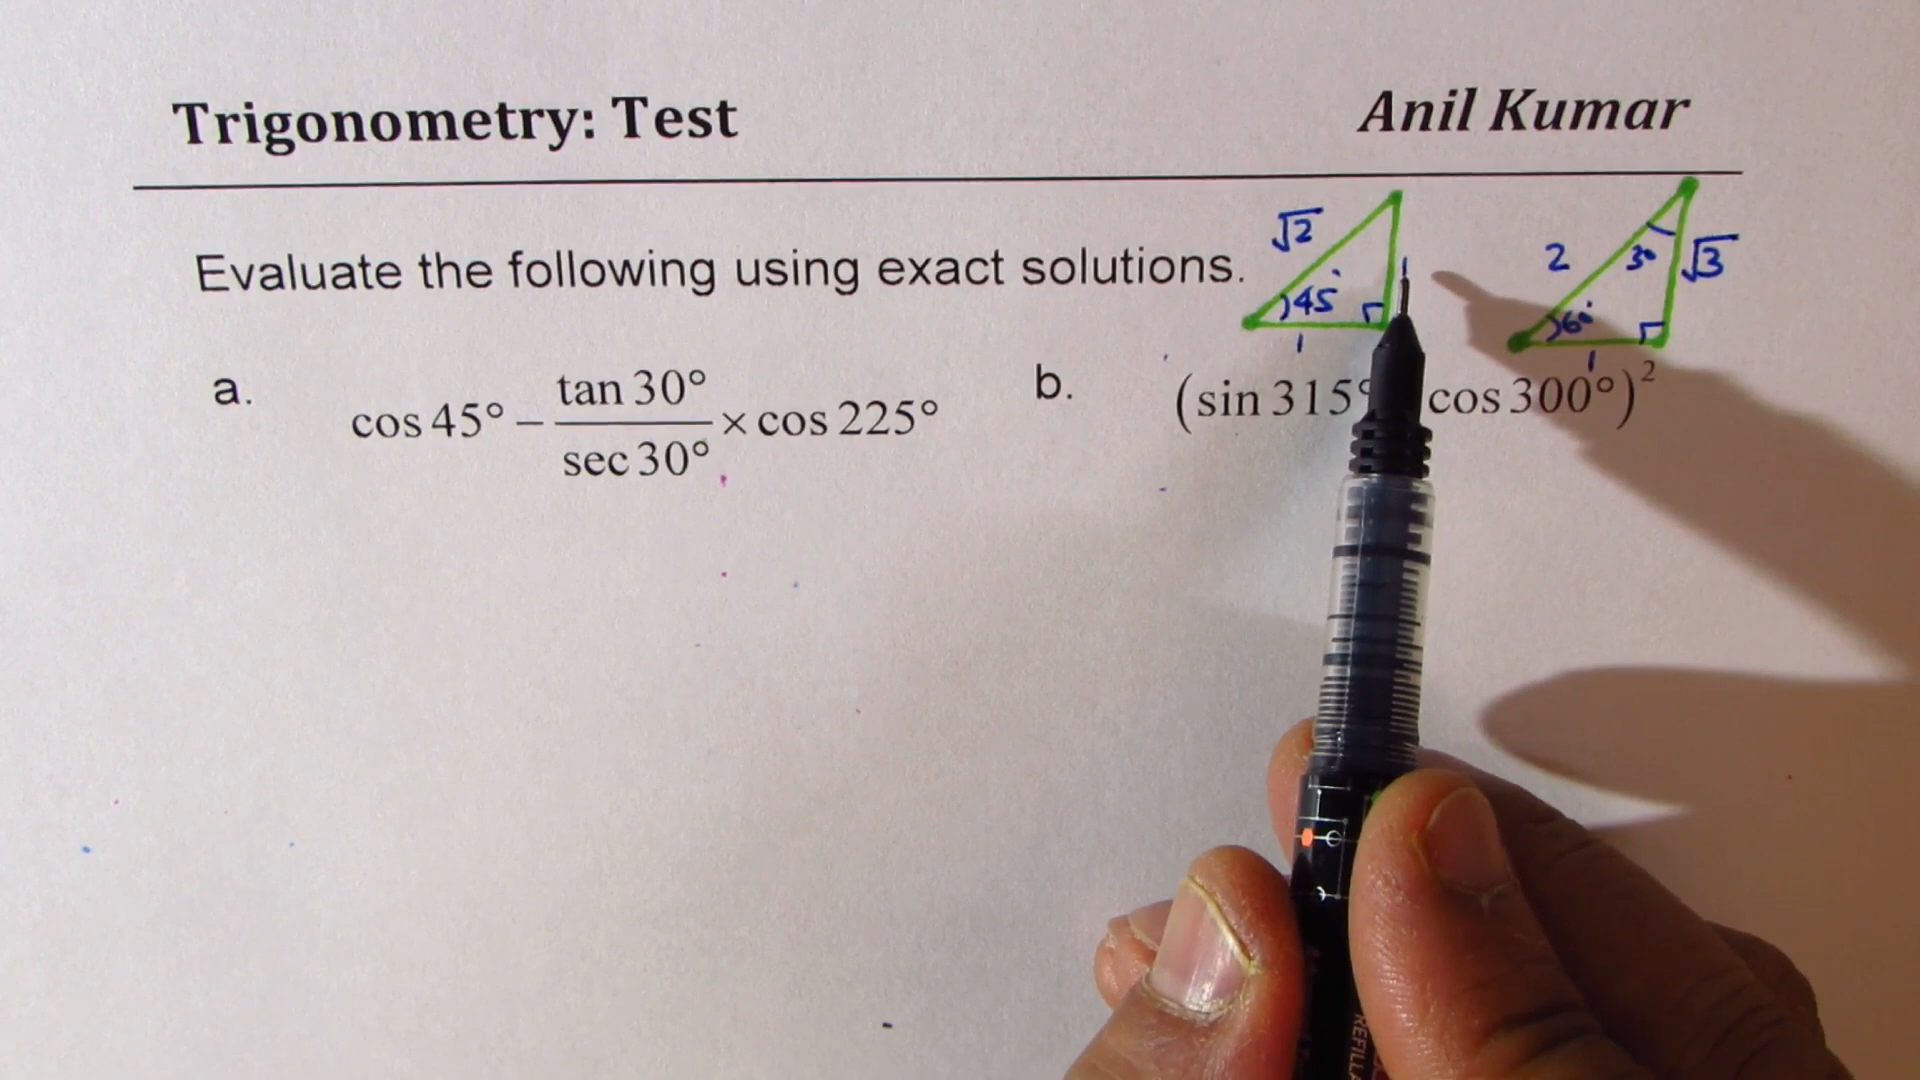 Trigonometry: Test Anil Kumar
Evaluate the following using exact solutions.
√2 45° 1 1
2 30 √3 60° 1
a. cos 45° − tan 30° / sec 30° × cos 225°
b. (sin 315° cos 300°)²
REFILL